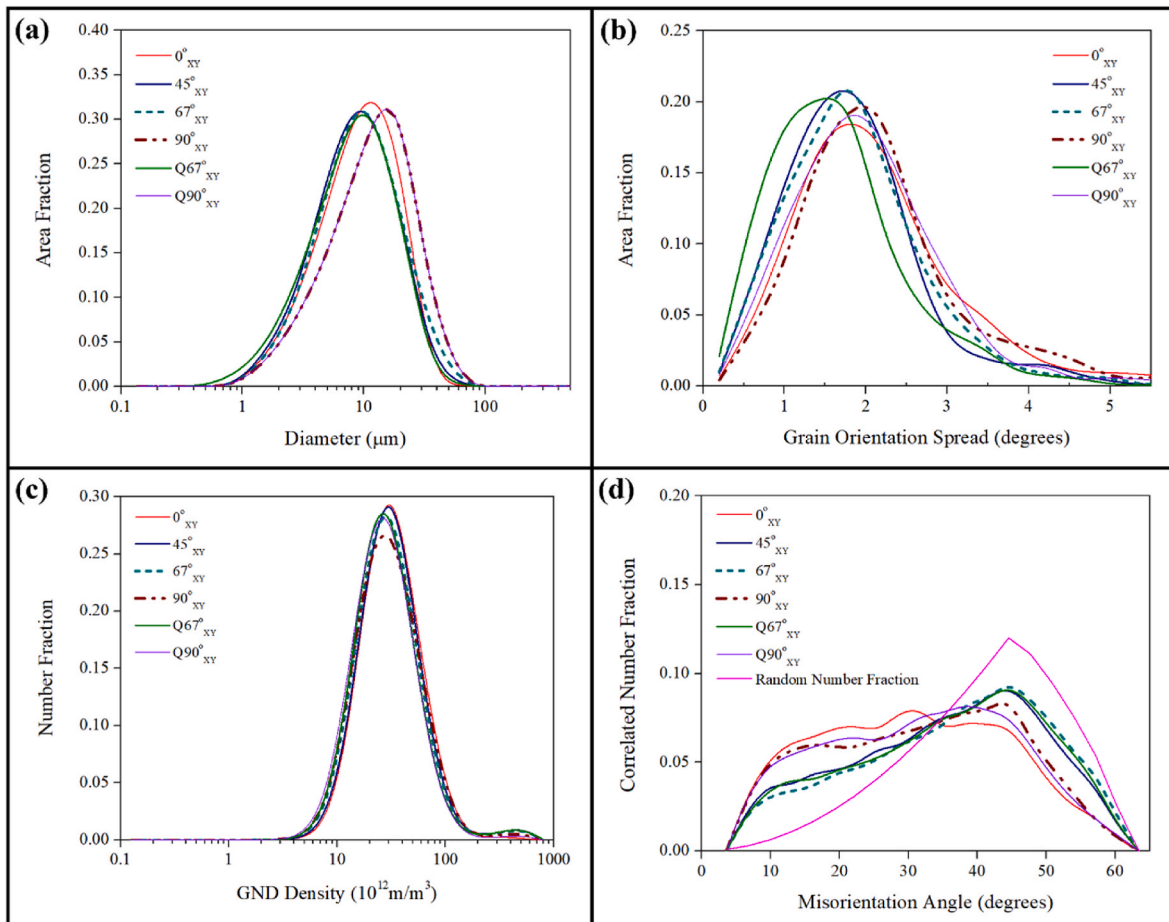 (a)
0.40
0.35
0.30
0.25
0.20
0.15
0.10
0.05
0.00
Area Fraction
0°XY
45°XY
67°XY
90°XY
Q67°XY
Q90°XY
0.1 1 10 100
Diameter (μm)
(b)
0.25
0.20
0.15
0.10
0.05
0.00
Area Fraction
0°XY
45°XY
67°XY
90°XY
Q67°XY
Q90°XY
0 1 2 3 4 5
Grain Orientation Spread (degrees)
(c)
0.30
0.25
0.20
0.15
0.10
0.05
0.00
Number Fraction
0°XY
45°XY
67°XY
90°XY
Q67°XY
Q90°XY
0.1 1 10 100 1000
GND Density (10¹²m/m³)
(d)
0.20
0.15
0.10
0.05
0.00
Correlated Number Fraction
0°XY
45°XY
67°XY
90°XY
Q67°XY
Q90°XY
Random Number Fraction
0 10 20 30 40 50 60
Misorientation Angle (degrees)